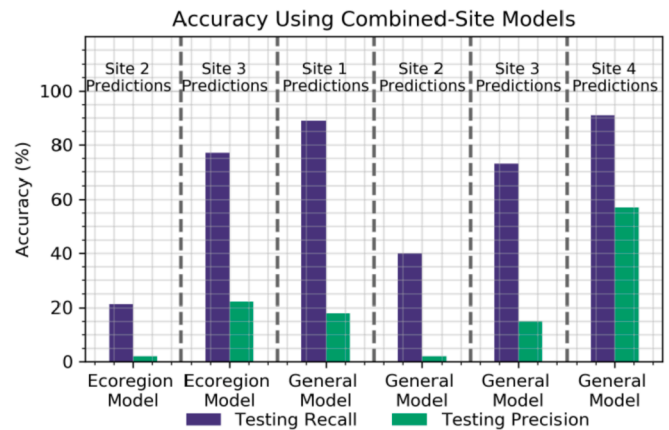 Accuracy Using Combined-Site Models
Site 2 Predictions
Site 3 Predictions
Site 1 Predictions
Site 2 Predictions
Site 3 Predictions
Site 4 Predictions
Accuracy (%)
100
80
60
40
20
0
Ecoregion Model
Ecoregion Model
General Model
General Model
General Model
General Model
Testing Recall
Testing Precision